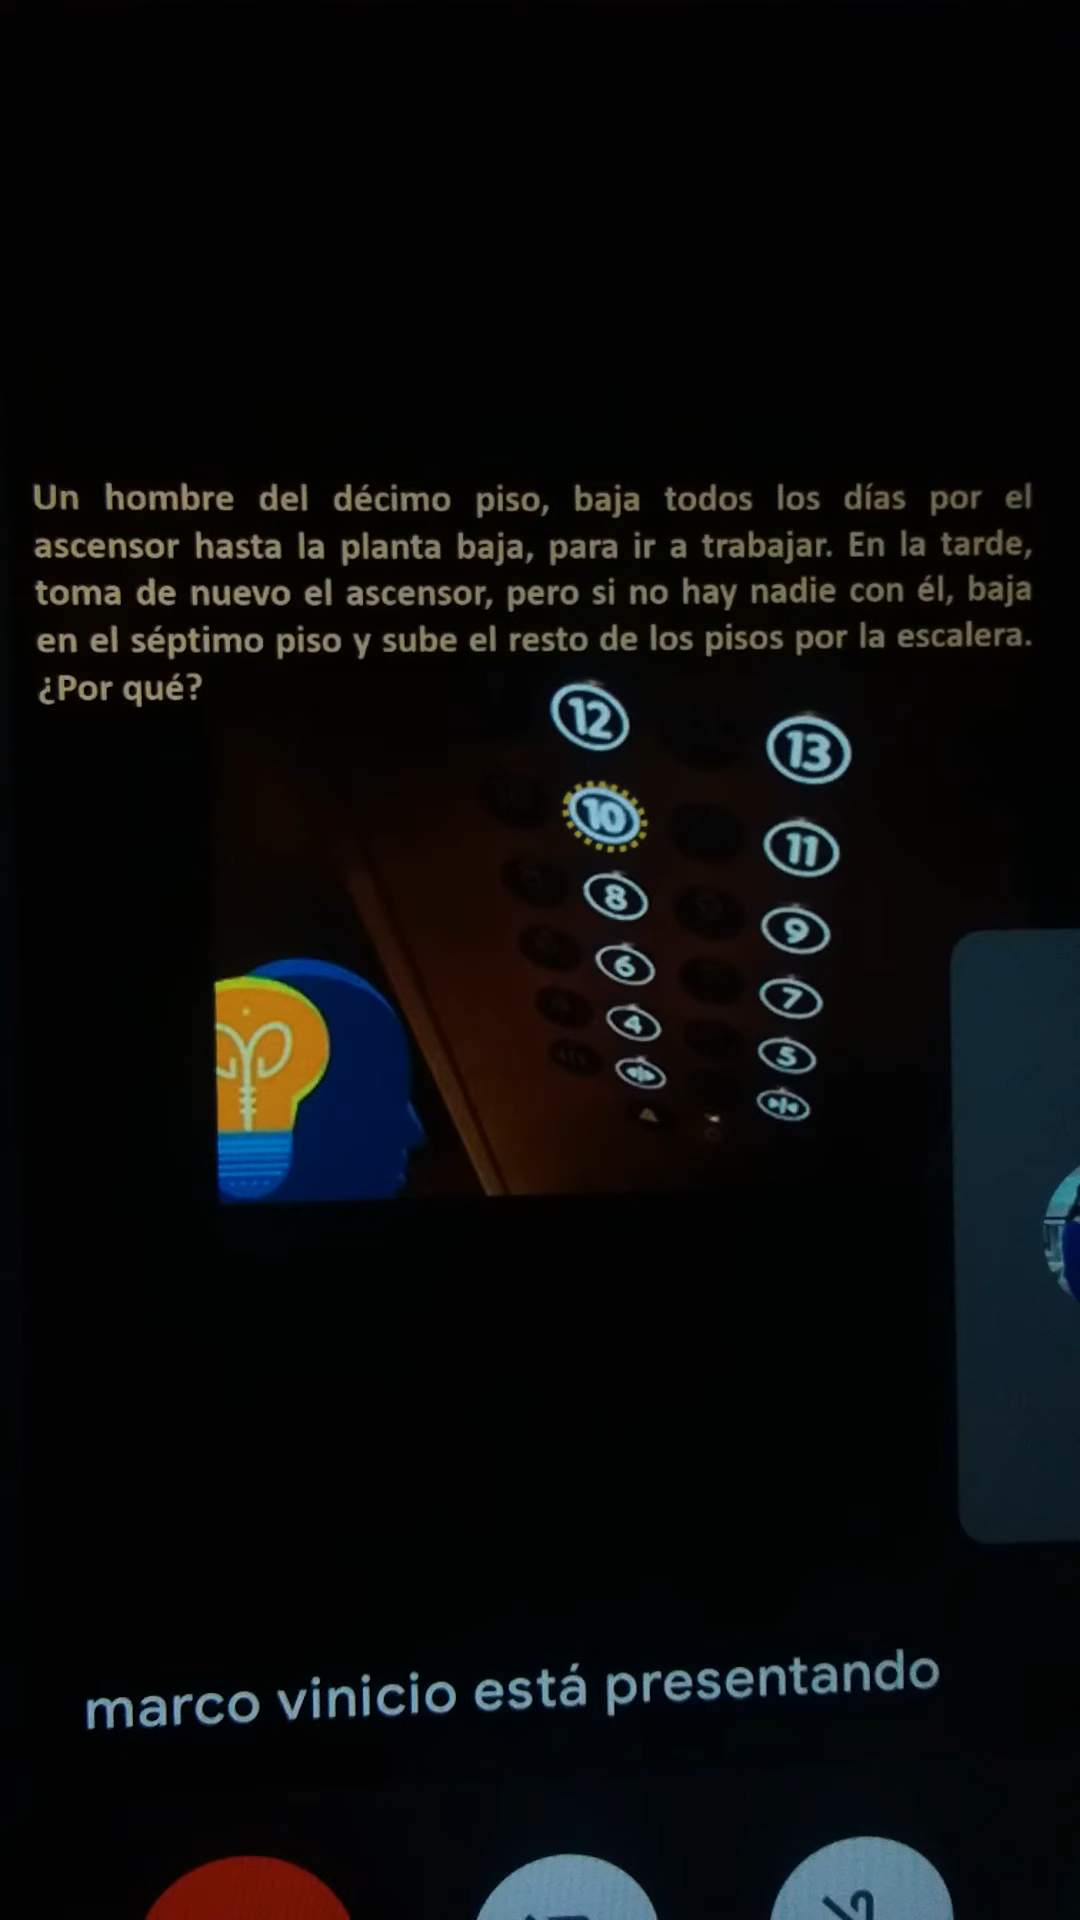 Un hombre del décimo piso, baja todos los días por el
ascensor hasta la planta baja, para ir a trabajar. En la tarde,
toma de nuevo el ascensor, pero si no hay nadie con él, baja
en el séptimo piso y sube el resto de los pisos por la escalera.
¿Por qué?
12
13
10
11
8
9
6
7
4
5
marco vinicio está presentando